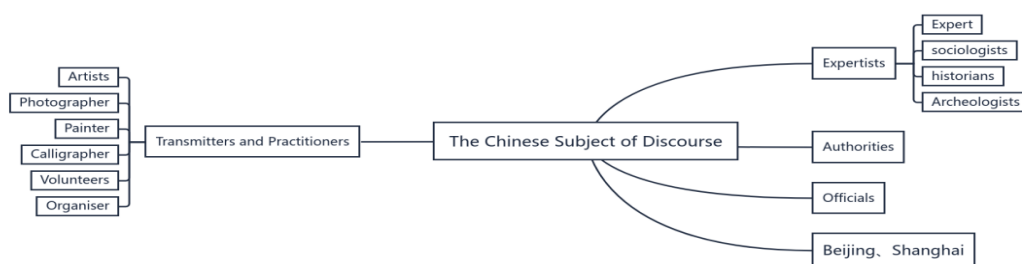 Artists
Photographer
Painter
Calligrapher
Volunteers
Organiser
Transmitters and Practitioners
The Chinese Subject of Discourse
Expertists
Expert
sociologists
historians
Archeologists
Authorities
Officials
Beijing、Shanghai